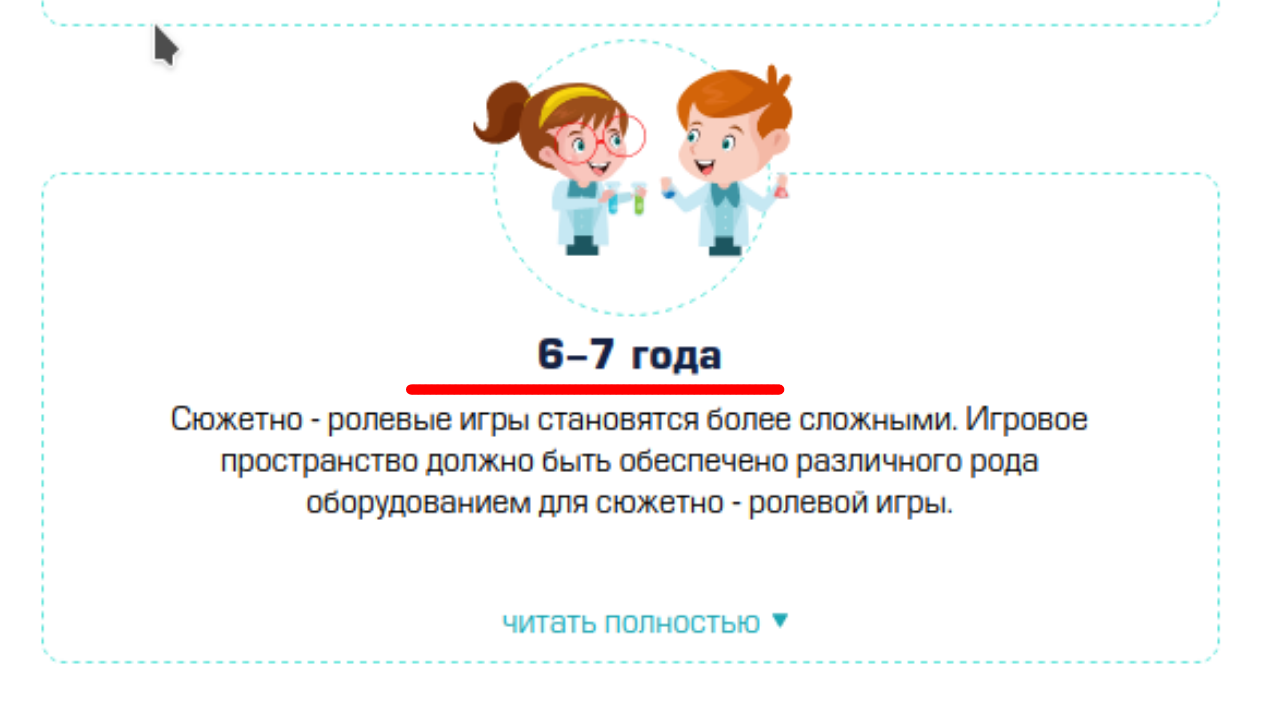 6–7 года
Сюжетно - ролевые игры становятся более сложными. Игровое
пространство должно быть обеспечено различного рода
оборудованием для сюжетно - ролевой игры.
читать полностью ▼